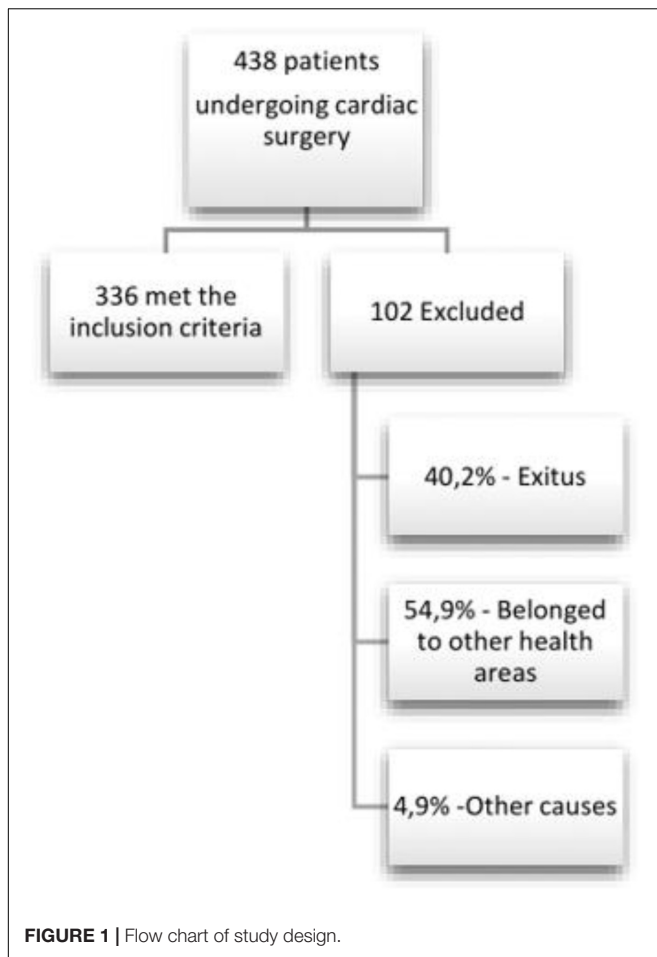 438 patients
undergoing cardiac
surgery
336 met the
inclusion criteria
102 Excluded
40,2% - Exitus
54,9% - Belonged
to other health
areas
4,9% -Other causes
FIGURE 1 | Flow chart of study design.